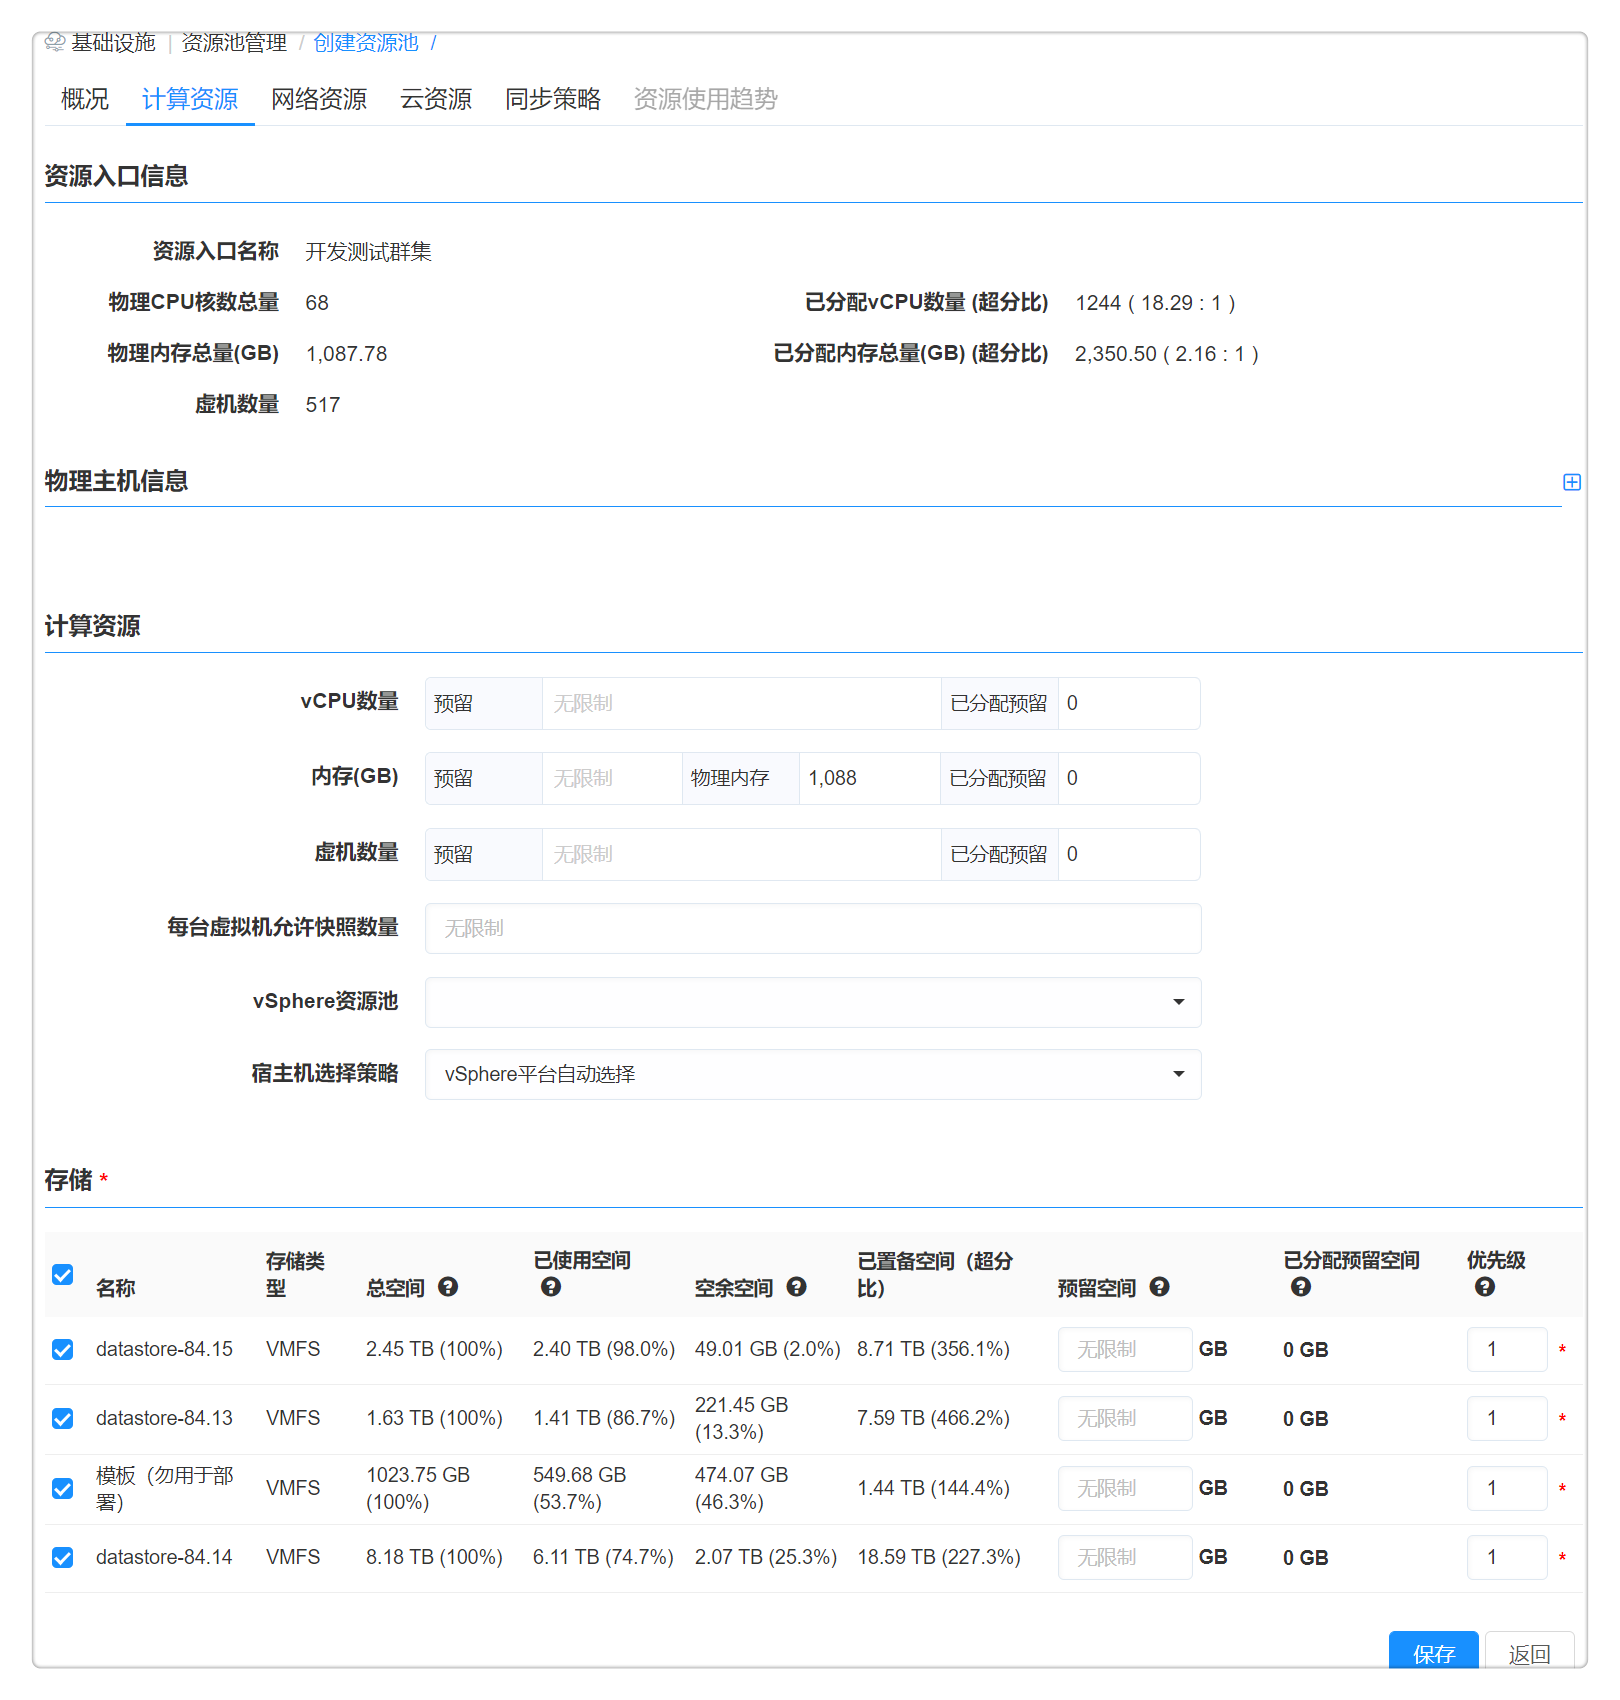 基础设施 | 资源池管理 / 创建资源池 /
概况 计算资源 网络资源 云资源 同步策略 资源使用趋势
资源入口信息
资源入口名称 开发测试群集
物理CPU核数总量 68 已分配vCPU数量 (超分比) 1244 ( 18.29 : 1 )
物理内存总量(GB) 1,087.78 已分配内存总量(GB) (超分比) 2,350.50 ( 2.16 : 1 )
虚机数量 517
物理主机信息
计算资源
vCPU数量 预留 无限制 已分配预留 0
内存(GB) 预留 无限制 物理内存 1,088 已分配预留 0
虚机数量 预留 无限制 已分配预留 0
每台虚拟机允许快照数量 无限制
vSphere资源池
宿主机选择策略 vSphere平台自动选择
存储 *
名称 存储类型 总空间 已使用空间 空余空间 已置备空间（超分比） 预留空间 已分配预留空间 优先级
datastore-84.15 VMFS 2.45 TB (100%) 2.40 TB (98.0%) 49.01 GB (2.0%) 8.71 TB (356.1%) 无限制 GB 0 GB 1 *
datastore-84.13 VMFS 1.63 TB (100%) 1.41 TB (86.7%) 221.45 GB (13.3%) 7.59 TB (466.2%) 无限制 GB 0 GB 1 *
模板（勿用于部署） VMFS 1023.75 GB (100%) 549.68 GB (53.7%) 474.07 GB (46.3%) 1.44 TB (144.4%) 无限制 GB 0 GB 1 *
datastore-84.14 VMFS 8.18 TB (100%) 6.11 TB (74.7%) 2.07 TB (25.3%) 18.59 TB (227.3%) 无限制 GB 0 GB 1 *
保存 返回